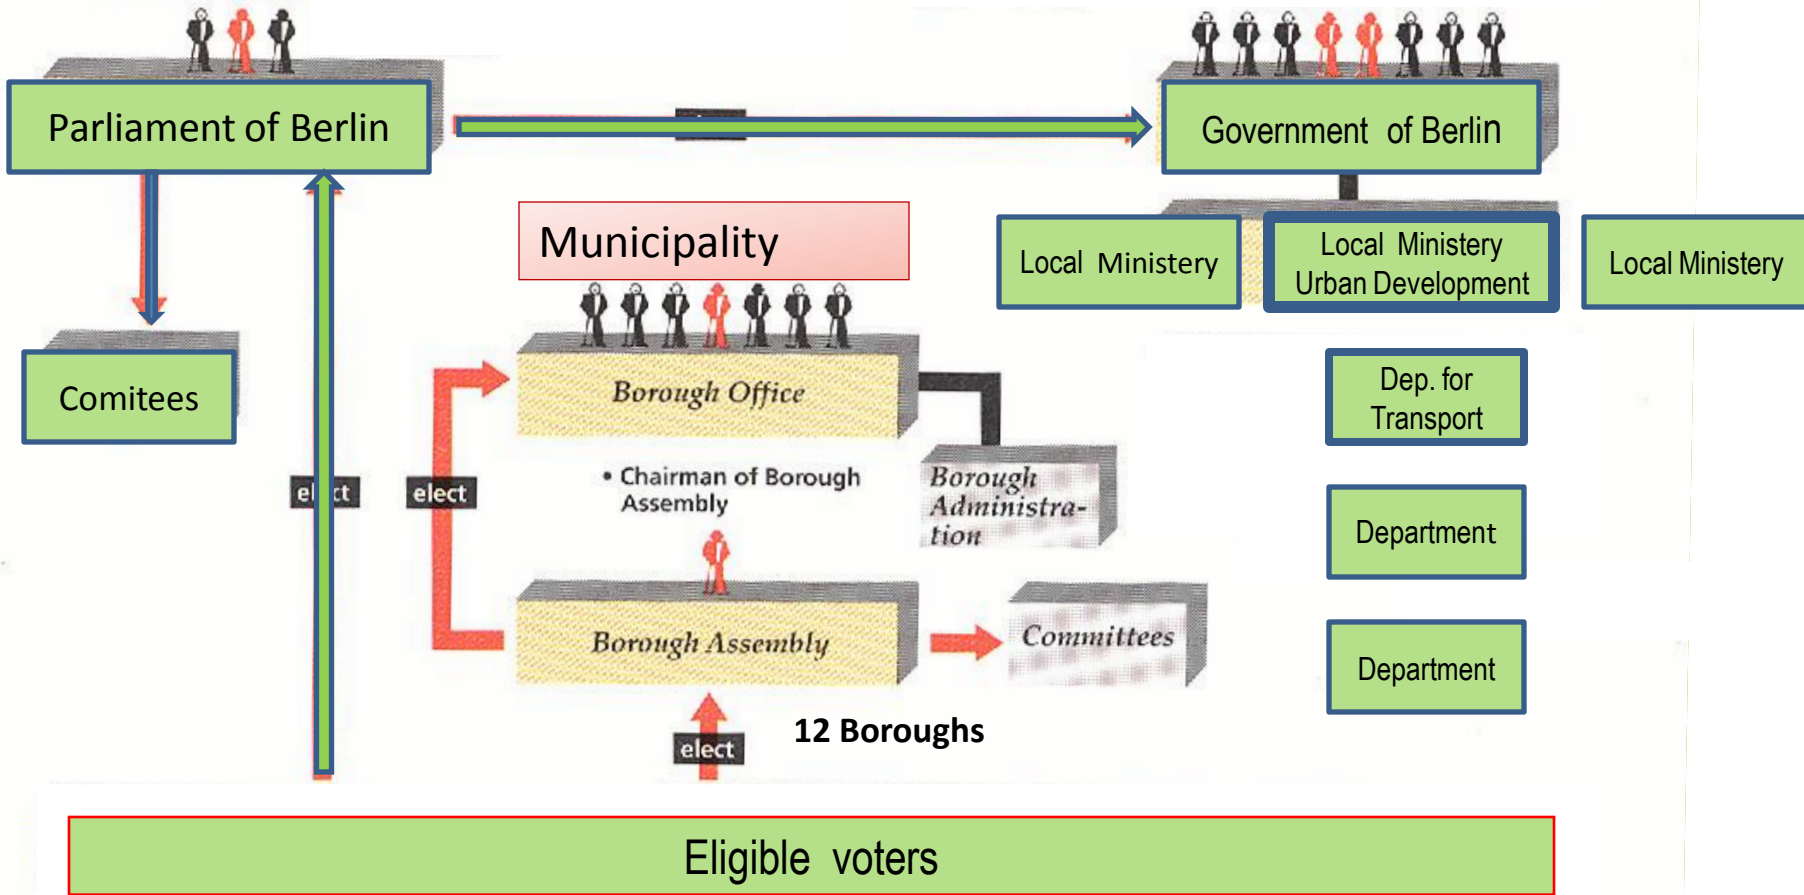 Parliament of Berlin
Government of Berlin
Municipality
Local Ministery
Local Ministery
Urban Development
Local Ministery
Comitees
Borough Office
Dep. for
Transport
elect
elect
• Chairman of Borough
Assembly
Borough
Administra-
tion
Department
Borough Assembly
Committees
Department
elect
12 Boroughs
Eligible voters